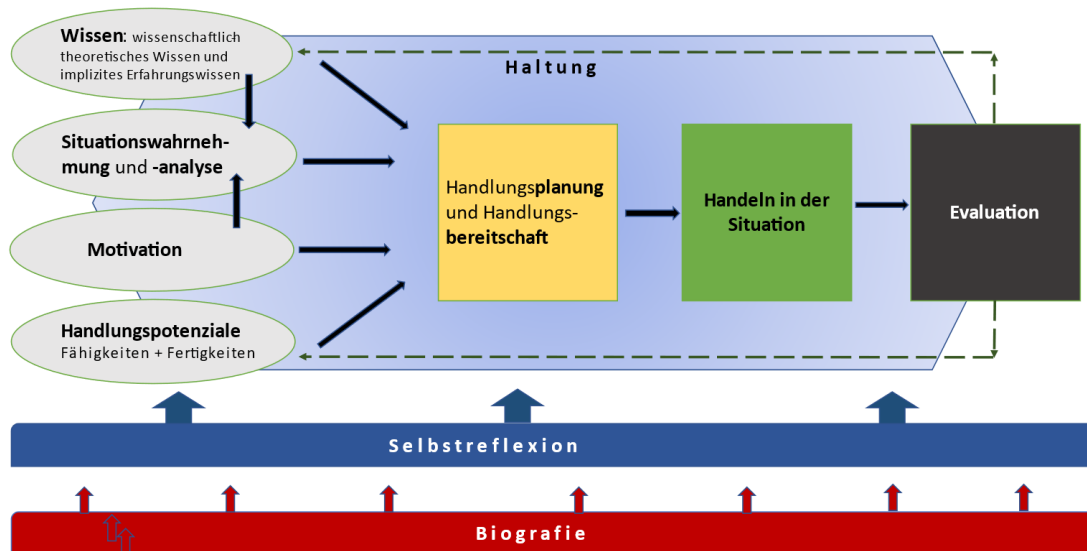 Wissen: wissenschaftlich
theoretisches Wissen und
implizites Erfahrungswissen
Haltung
Situationswahrneh-
mung und -analyse
Motivation
Handlungspotenziale
Fähigkeiten + Fertigkeiten
Handlungsplanung
und Handlungs-
bereitschaft
Handeln in der
Situation
Evaluation
Selbstreflexion
Biografie